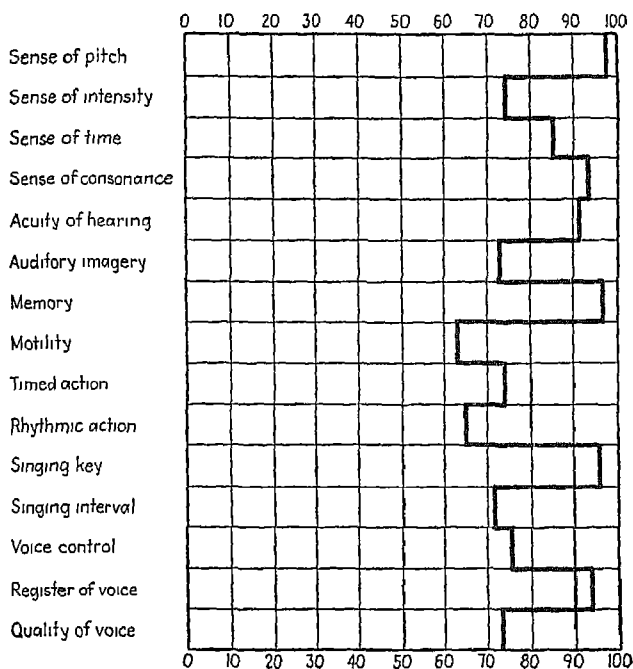 0 10 20 30 40 50 60 70 80 90 100
Sense of pitch
Sense of intensity
Sense of time
Sense of consonance
Acuity of hearing
Auditory imagery
Memory
Motility
Timed action
Rhythmic action
Singing key
Singing interval
Voice control
Register of voice
Quality of voice
0 10 20 30 40 50 60 70 80 90 100